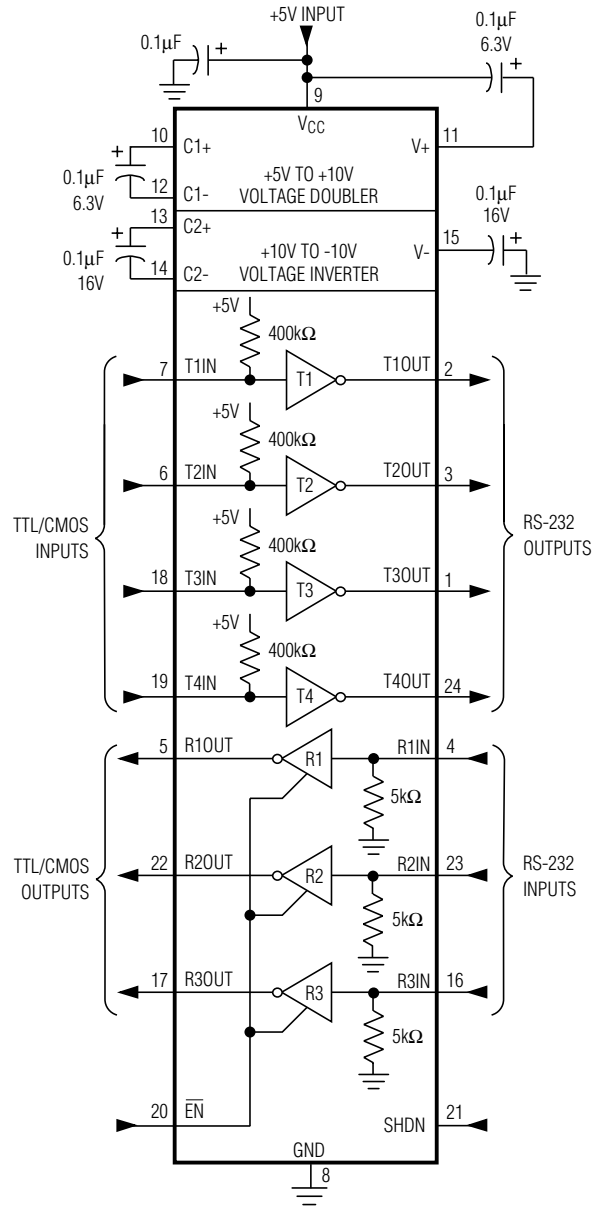 +5V INPUT
0.1μF
+
0.1μF
6.3V
+
9
VCC
10
C1+
V+
11
+
0.1μF
6.3V
+5V TO +10V
VOLTAGE DOUBLER
12
C1-
13
C2+
+
0.1μF
16V
+10V TO -10V
VOLTAGE INVERTER
14
C2-
V-
15
0.1μF
16V
+
+5V
400kΩ
7
T1IN
T1
T1OUT
2
+5V
400kΩ
6
T2IN
T2
T2OUT
3
TTL/CMOS
INPUTS
RS-232
OUTPUTS
+5V
400kΩ
18
T3IN
T3
T3OUT
1
+5V
400kΩ
19
T4IN
T4
T4OUT
24
5
R1OUT
R1
R1IN
4
5kΩ
TTL/CMOS
OUTPUTS
22
R2OUT
R2
R2IN
23
RS-232
INPUTS
5kΩ
17
R3OUT
R3
R3IN
16
5kΩ
20
E̅N̅
SHDN
21
GND
8